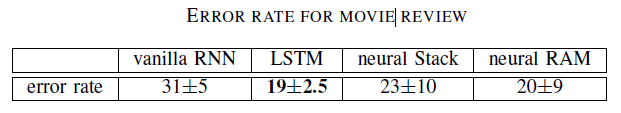 ERROR RATE FOR MOVIE REVIEW
vanilla RNN LSTM neural Stack neural RAM
error rate 31±5 19±2.5 23±10 20±9